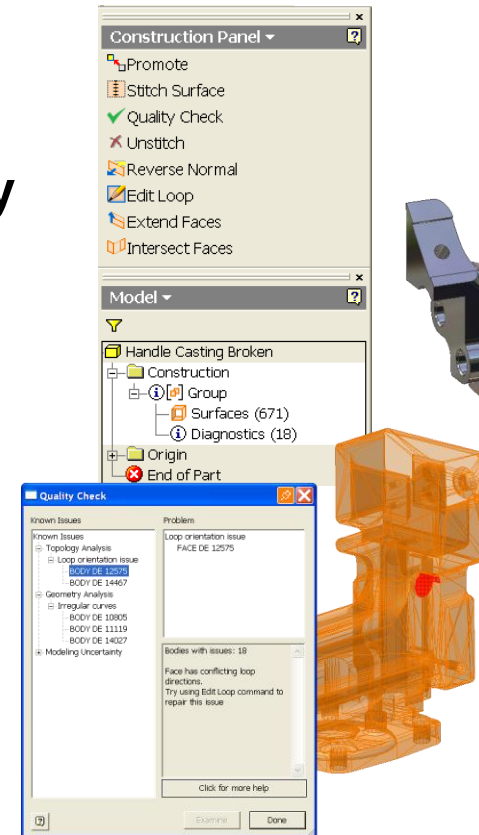 y
Construction Panel
Promote
Stitch Surface
Quality Check
Unstitch
Reverse Normal
Edit Loop
Extend Faces
Intersect Faces
Model
Handle Casting Broken
Construction
Group
Surfaces (671)
Diagnostics (18)
Origin
End of Part
Quality Check
Known Issues
Known Issues
Topology Analysis
Loop orientation issue
BODY DE 12575
BODY DE 14467
Geometry Analysis
Irregular curves
BODY DE 10805
BODY DE 11119
BODY DE 14027
Modeling Uncertainty
Problem
Loop orientation issue
FACE DE 12575
Bodies with issues: 18
Face has conflicting loop
directions.
Try using Edit Loop command to
repair this issue
Click for more help
Examine
Done